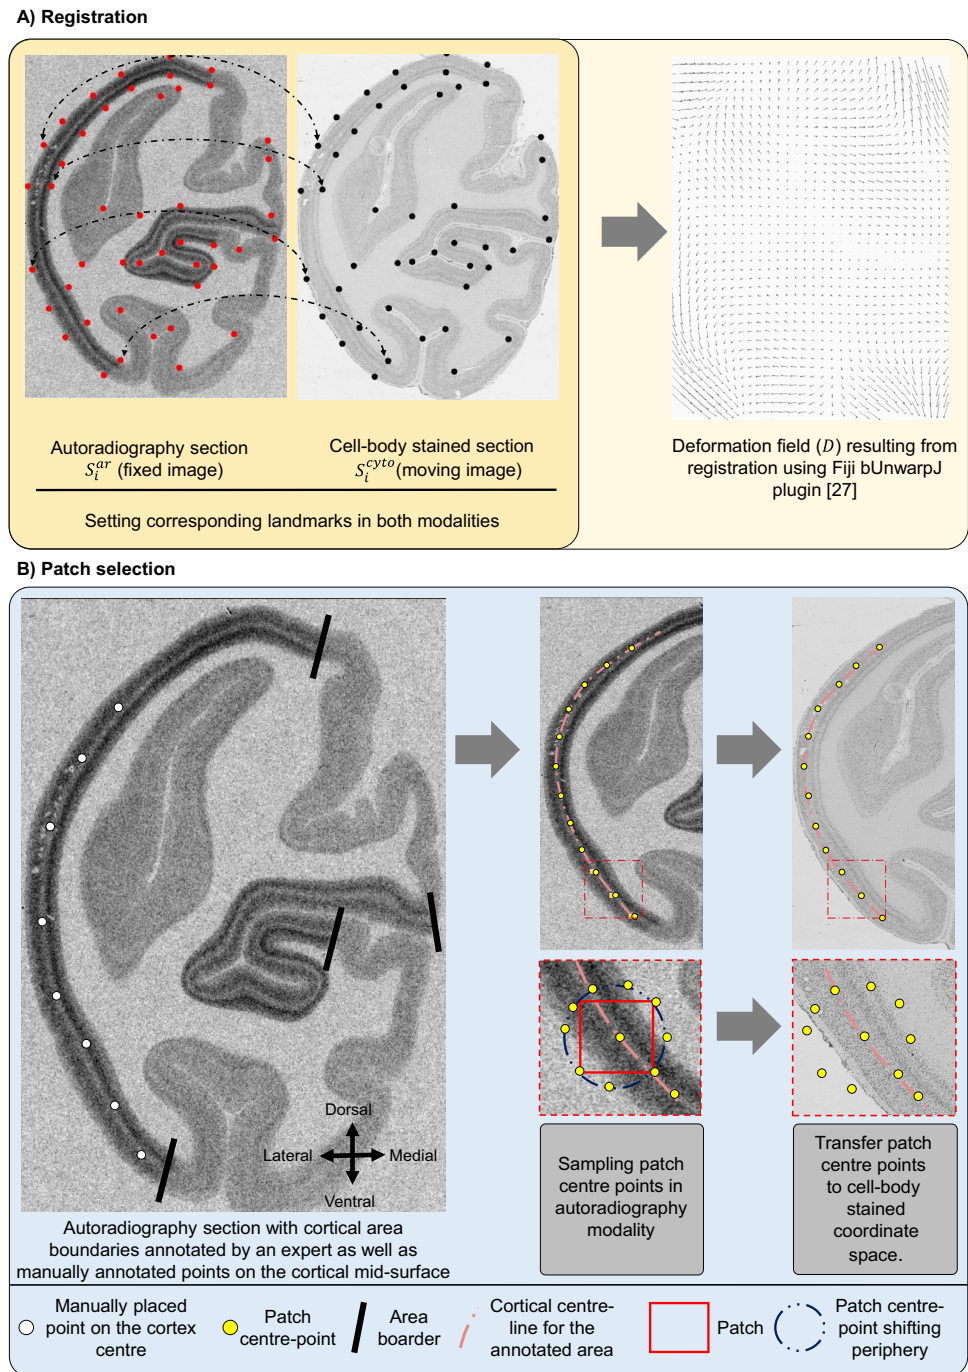 A) Registration
Autoradiography section
S_i^ar (fixed image)
Cell-body stained section
S_i^cyto (moving image)
Setting corresponding landmarks in both modalities
Deformation field (D) resulting from
registration using Fiji bUnwarpJ
plugin [27]
B) Patch selection
Dorsal
Lateral
Medial
Ventral
Autoradiography section with cortical area
boundaries annotated by an expert as well as
manually annotated points on the cortical mid-surface
Sampling patch
centre points in
autoradiography
modality
Transfer patch
centre points
to cell-body
stained
coordinate
space.
Manually placed
point on the cortex
centre
Patch
centre-point
Area
boarder
Cortical centre-
line for the
annotated area
Patch
Patch centre-
point shifting
periphery